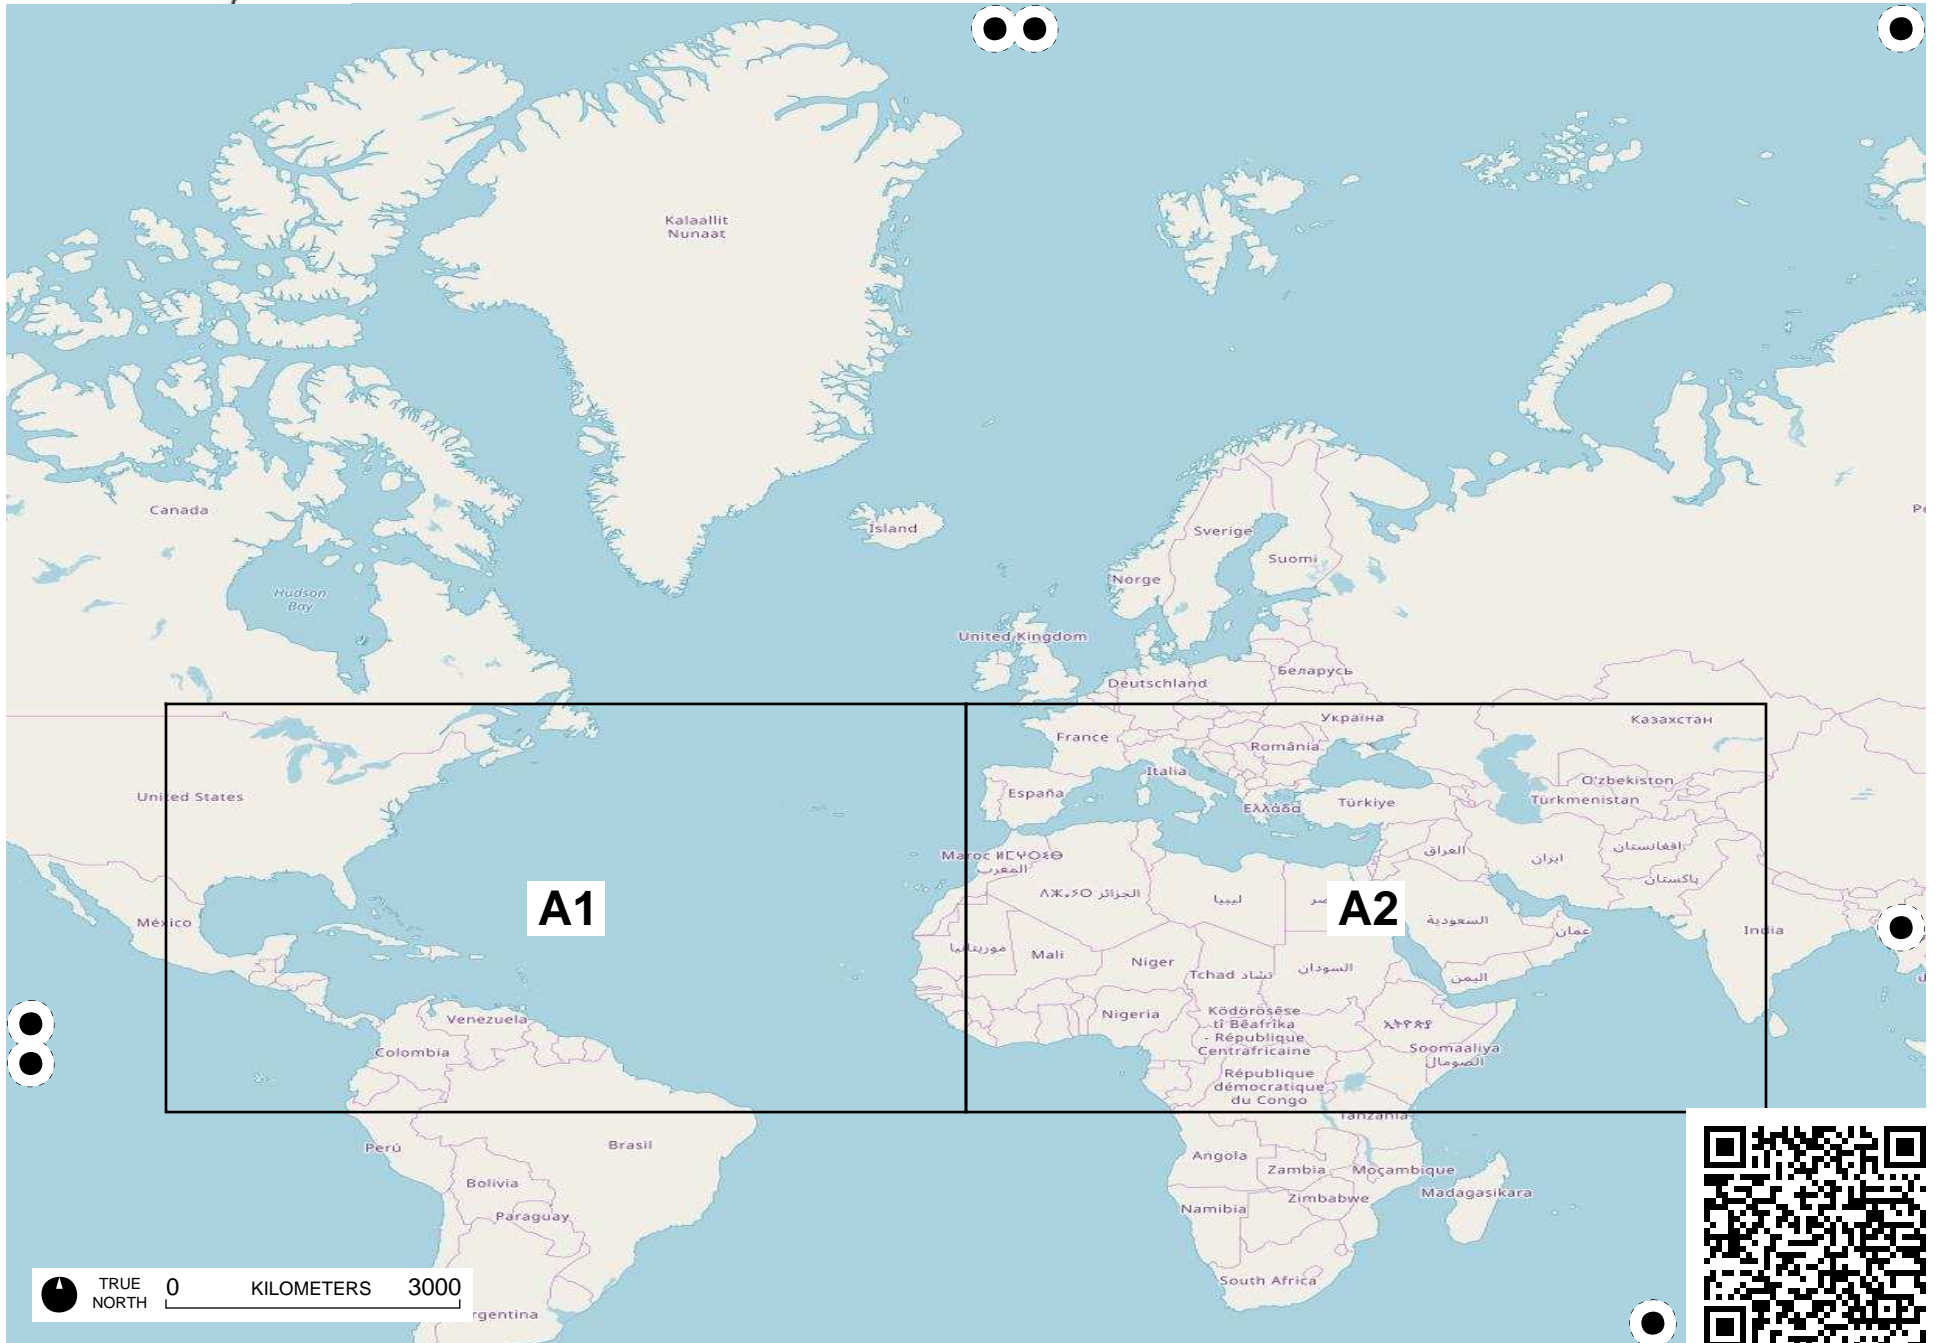 Kalaallit
Nunaat
Canada
Ísland
Sverige
Suomi
Norge
Hudson
Bay
United Kingdom
Беларусь
Deutschland
Україна
Казахстан
France
România
Italia
O'zbekiston
United States
España
Türkiye
Türkmenistan
Ελλάδα
العراق
ایران
افغانستان
پاکستان
Maroc ⵍⵎⵖⵔⵉⴱ
المغرب
الجزائر
ليبيا
A1
A2
México
السعودية
عمان
India
موريتانيا
Mali
Niger
Tchad تشاد
السودان
اليمن
Venezuela
Nigeria
Ködörösêse
tî Bêafrîka
- République
Centrafricaine
Colombia
Soomaaliya
الصومال
République
démocratique
du Congo
Tanzania
Perú
Brasil
Angola
Zambia
Moçambique
Bolivia
Zimbabwe
Madagasikara
Paraguay
Namibia
South Africa
TRUE
NORTH
0 KILOMETERS 3000
rgentina